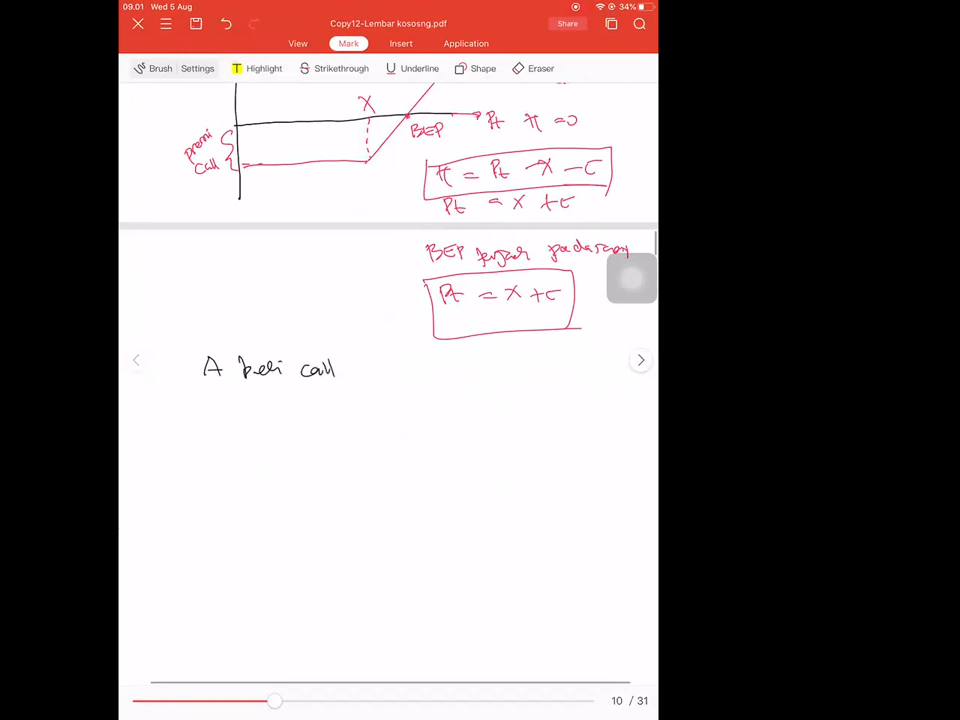 09.01 Wed 5 Aug
34%
Copy12-Lembar kososng.pdf
Share
View Mark Insert Application
Brush Settings Highlight Strikethrough Underline Shape Eraser
X
BEP
Pt π =0
premi
call
π = Pt - X - C
Pt = X + C
BEP terjadi pada saat
Pt = X + C
A beli call
10 / 31